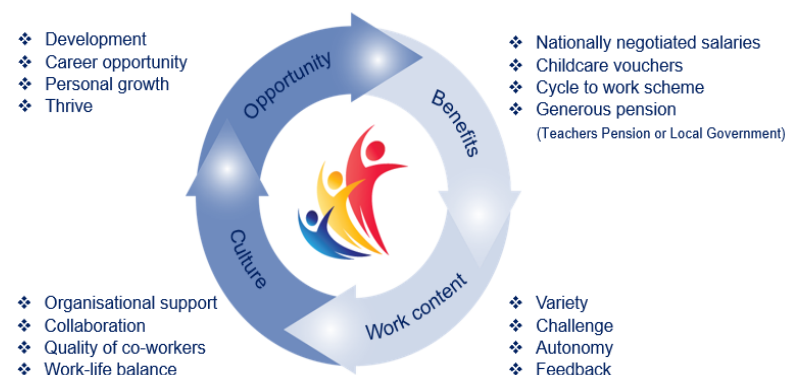 ❖ Development
❖ Career opportunity
❖ Personal growth
❖ Thrive
Opportunity
Benefits
❖ Nationally negotiated salaries
❖ Childcare vouchers
❖ Cycle to work scheme
❖ Generous pension
(Teachers Pension or Local Government)
Culture
Work content
❖ Organisational support
❖ Collaboration
❖ Quality of co-workers
❖ Work-life balance
❖ Variety
❖ Challenge
❖ Autonomy
❖ Feedback